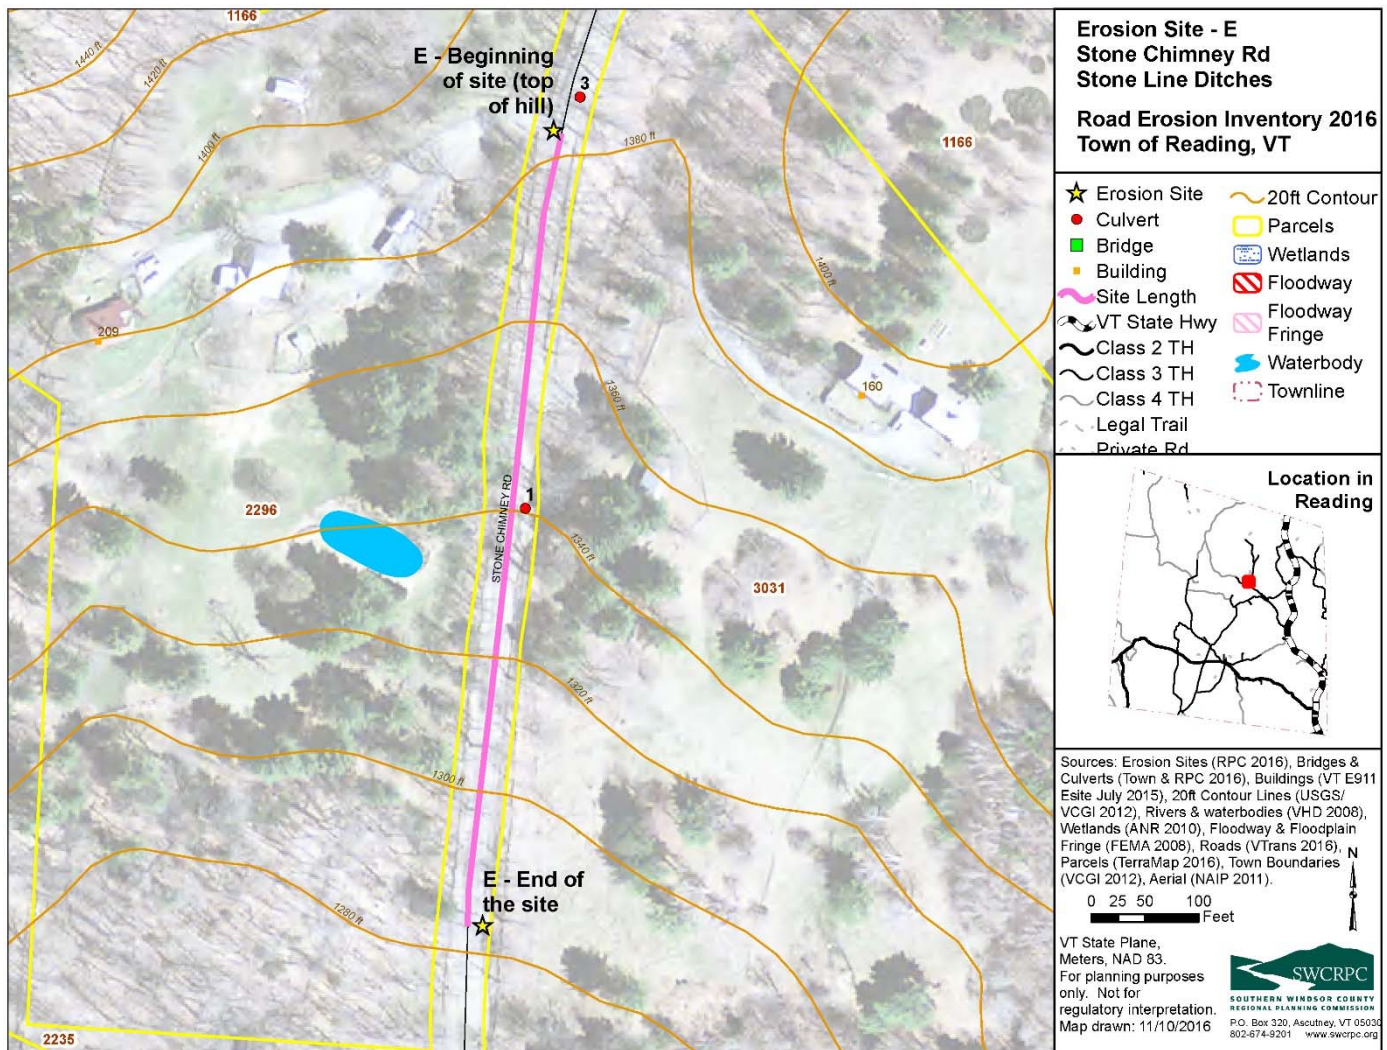 1166
1440 ft
1420 ft
1400 ft
E - Beginning
of site (top
of hill)
3
1380 ft
1166
1400 ft
209
1360 ft
160
2296
STONE CHIMNEY RD
1
1340 ft
3031
1320 ft
1300 ft
1280 ft
E - End of
the site
2235
Erosion Site - E
Stone Chimney Rd
Stone Line Ditches
Road Erosion Inventory 2016
Town of Reading, VT
Erosion Site
Culvert
Bridge
Building
Site Length
VT State Hwy
Class 2 TH
Class 3 TH
Class 4 TH
Legal Trail
Private Rd
20ft Contour
Parcels
Wetlands
Floodway
Floodway
Fringe
Waterbody
Townline
Location in
Reading
Sources: Erosion Sites (RPC 2016), Bridges &
Culverts (Town & RPC 2016), Buildings (VT E911
Esite July 2015), 20ft Contour Lines (USGS/
VCGI 2012), Rivers & waterbodies (VHD 2008),
Wetlands (ANR 2010), Floodway & Floodplain
Fringe (FEMA 2008), Roads (VTrans 2016),
Parcels (TerraMap 2016), Town Boundaries
(VCGI 2012), Aerial (NAIP 2011).
N
0 25 50 100
Feet
VT State Plane,
Meters, NAD 83.
For planning purposes
only. Not for
regulatory interpretation.
Map drawn: 11/10/2016
SWCRPC
SOUTHERN WINDSOR COUNTY
REGIONAL PLANNING COMMISSION
P.O. Box 320, Ascutney, VT 05030
802-674-9201 www.swcrpc.org